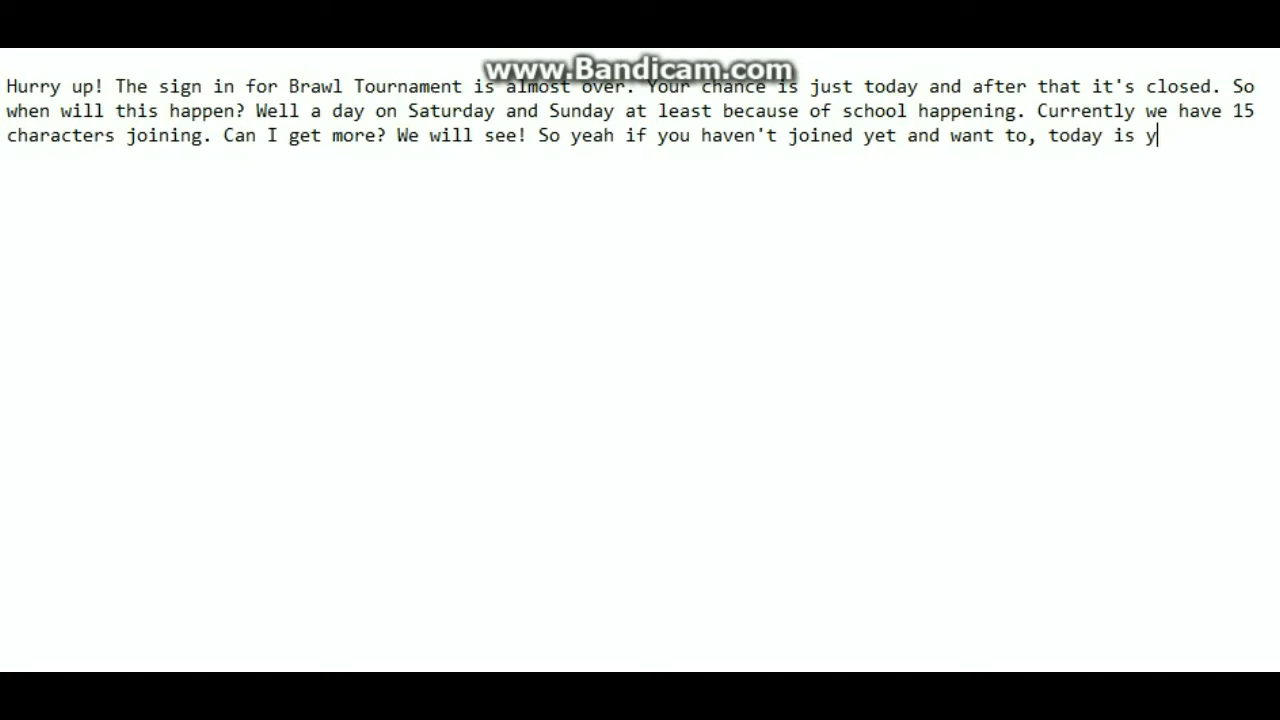 www.Bandicam.com
Hurry up! The sign in for Brawl Tournament is almost over. Your chance is just today and after that it's closed. So
when will this happen? Well a day on Saturday and Sunday at least because of school happening. Currently we have 15
characters joining. Can I get more? We will see! So yeah if you haven't joined yet and want to, today is y